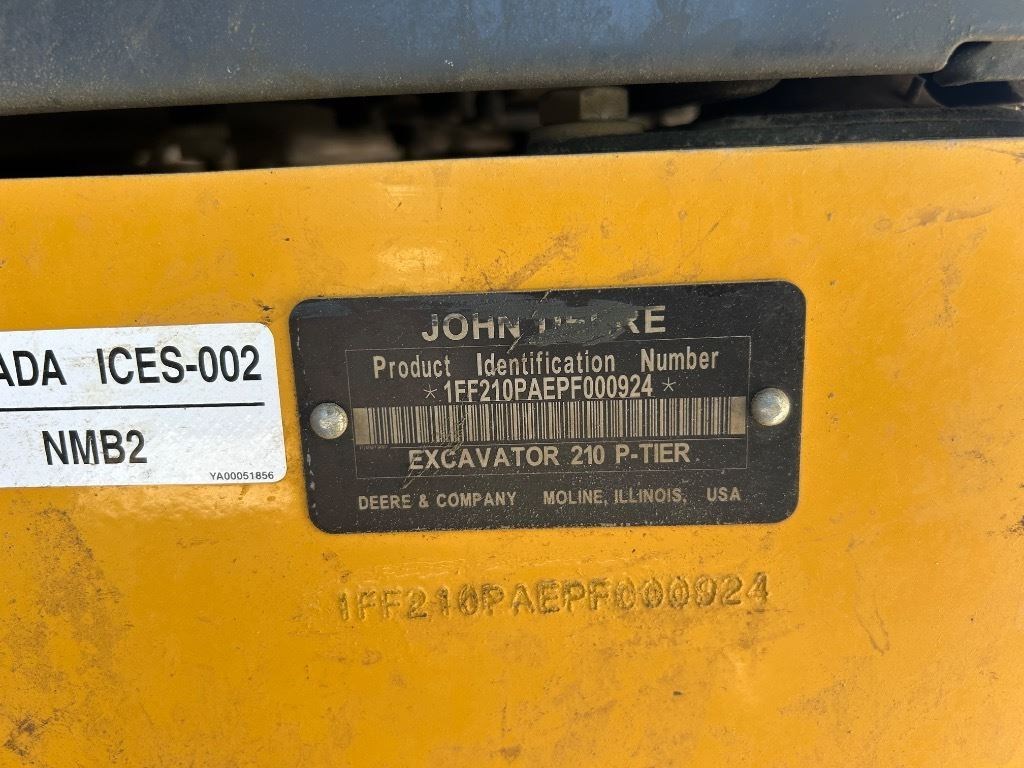 JOHN DEERE
Product Identification Number
*1FF210PAEPF000924*
EXCAVATOR 210 P-TIER
DEERE & COMPANY MOLINE, ILLINOIS, USA
ADA ICES-002
NMB2
YA00051856
1FF210PAEPF000924